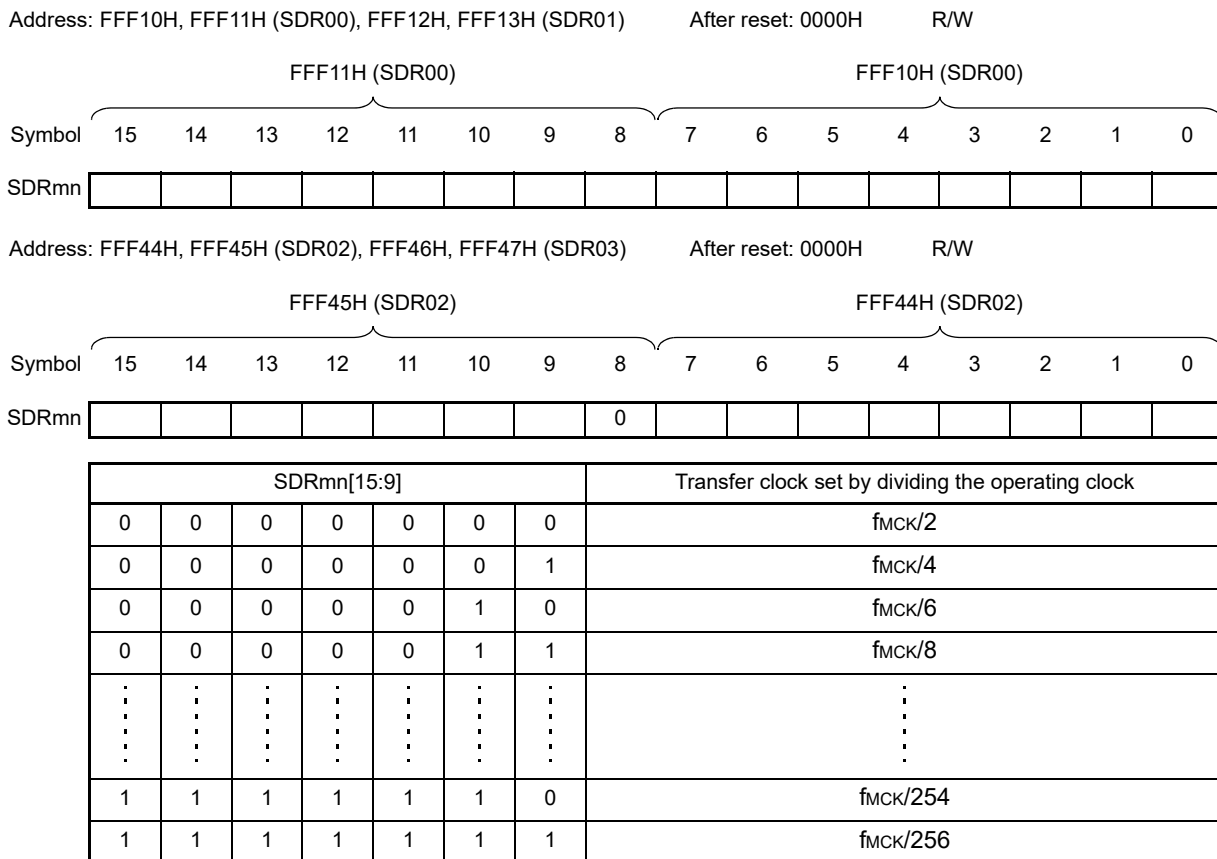 Address: FFF10H, FFF11H (SDR00), FFF12H, FFF13H (SDR01) After reset: 0000H R/W
FFF11H (SDR00) FFF10H (SDR00)
Symbol 15 14 13 12 11 10 9 8 7 6 5 4 3 2 1 0
SDRmn
Address: FFF44H, FFF45H (SDR02), FFF46H, FFF47H (SDR03) After reset: 0000H R/W
FFF45H (SDR02) FFF44H (SDR02)
Symbol 15 14 13 12 11 10 9 8 7 6 5 4 3 2 1 0
SDRmn 0
SDRmn[15:9] Transfer clock set by dividing the operating clock
0 0 0 0 0 0 0 fMCK/2
0 0 0 0 0 0 1 fMCK/4
0 0 0 0 0 1 0 fMCK/6
0 0 0 0 0 1 1 fMCK/8
1 1 1 1 1 1 0 fMCK/254
1 1 1 1 1 1 1 fMCK/256